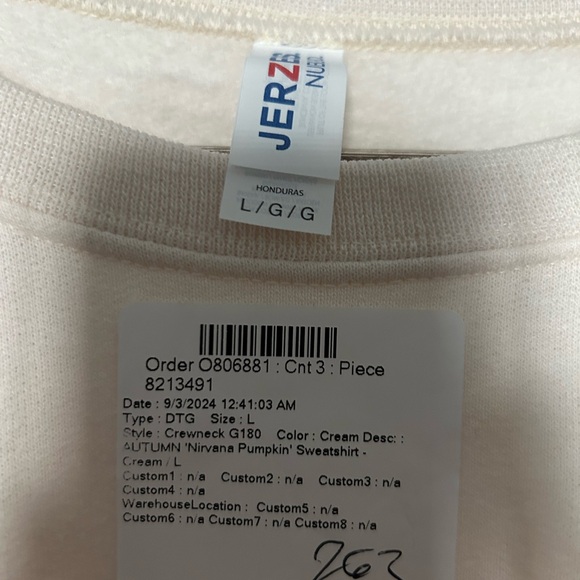 JERZE
NUBL
HONDURAS
L/G/G
Order O806881 : Cnt 3 : Piece
8213491
Date : 9/3/2024 12:41:03 AM
Type : DTG Size : L
Style : Crewneck G180 Color : Cream Desc: :
AUTUMN 'Nirvana Pumpkin' Sweatshirt -
Cream / L
Custom1 : n/a Custom2 : n/a Custom3 : n/a
Custom4 : n/a
WarehouseLocation : Custom5 : n/a
Custom6 : n/a Custom7 : n/a Custom8 : n/a
263